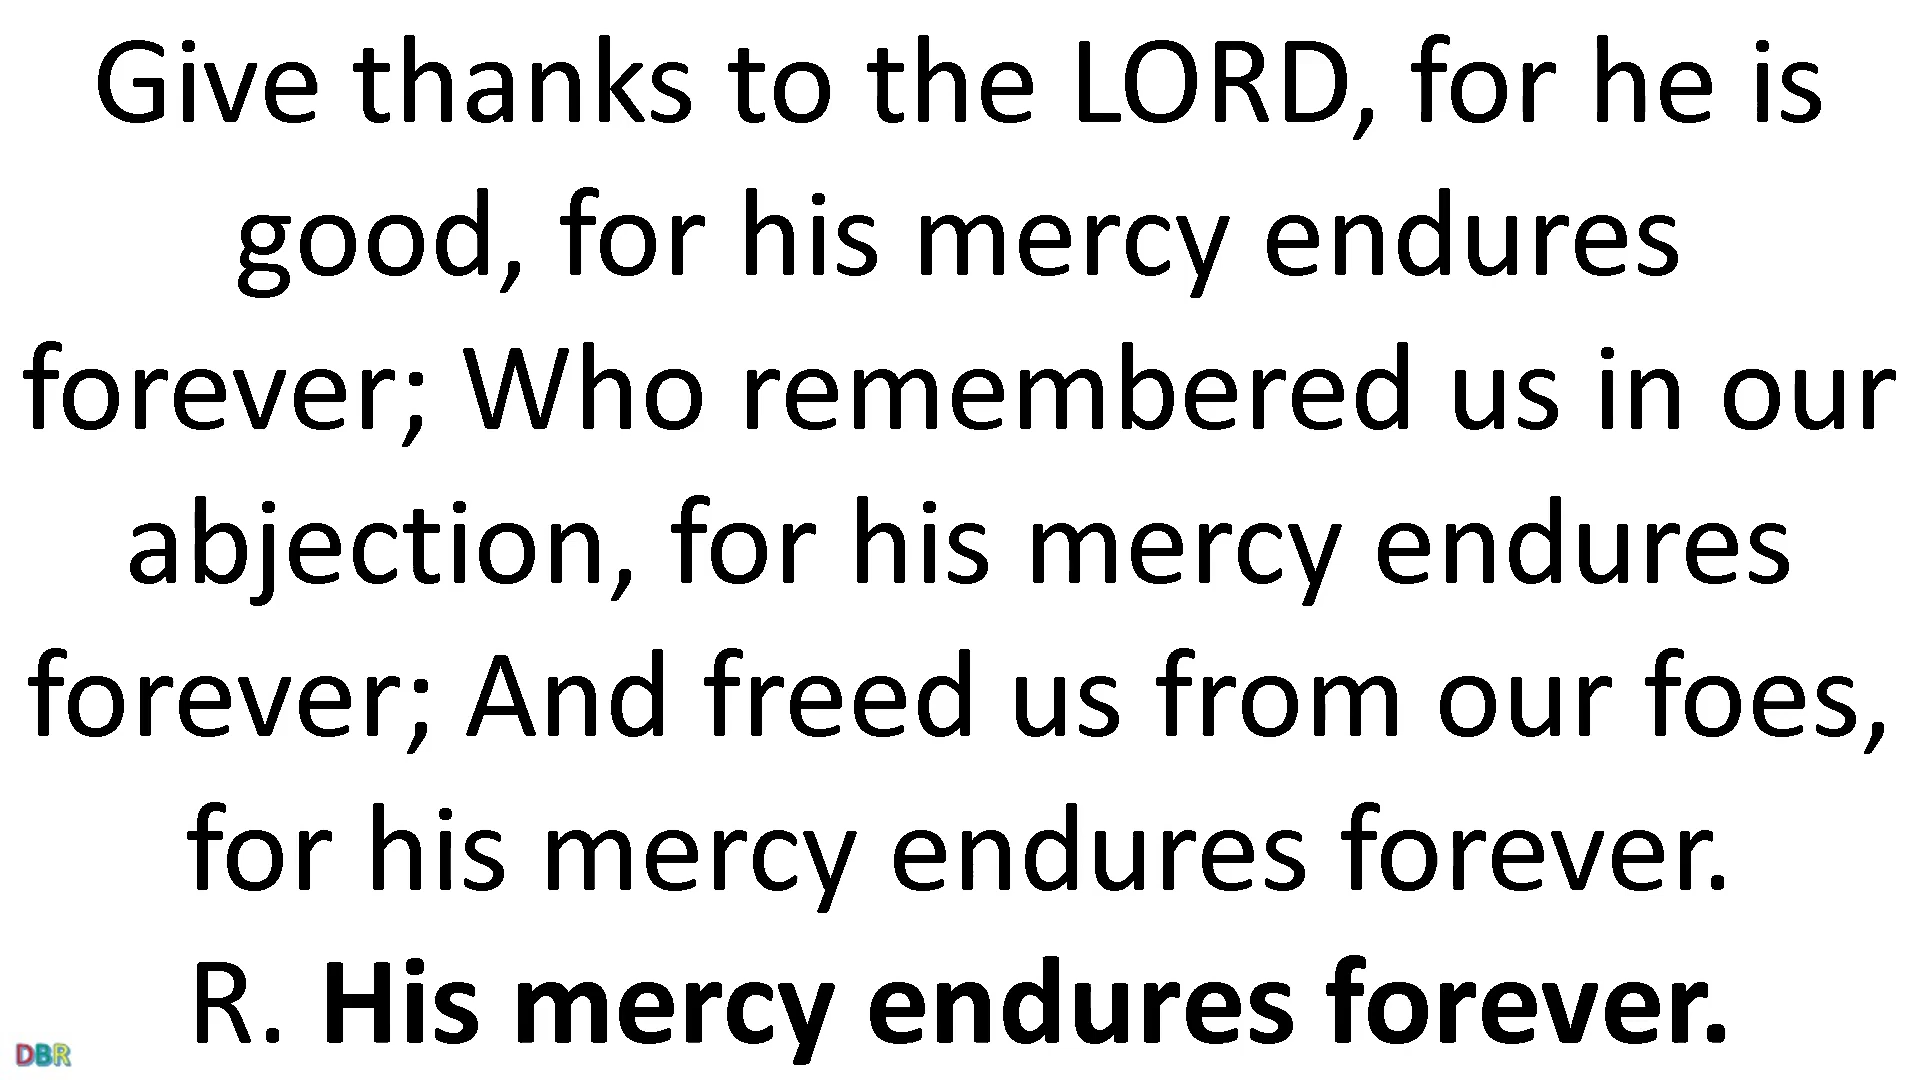 Give thanks to the LORD, for he is
good, for his mercy endures
forever; Who remembered us in our
abjection, for his mercy endures
forever; And freed us from our foes,
for his mercy endures forever.
R. His mercy endures forever.
DBR